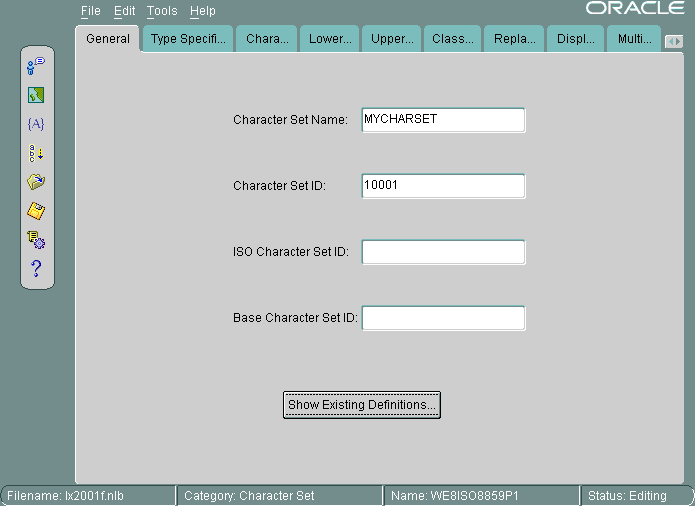 File Edit Tools Help
ORACLE
General Type Specifi... Chara... Lower... Upper... Class... Repla... Displ... Multi...
{A}
a
b
c
Character Set Name: MYCHARSET
Character Set ID: 10001
ISO Character Set ID:
Base Character Set ID:
?
Show Existing Definitions...
Filename: lx2001f.nlb Category: Character Set Name: WE8ISO8859P1 Status: Editing